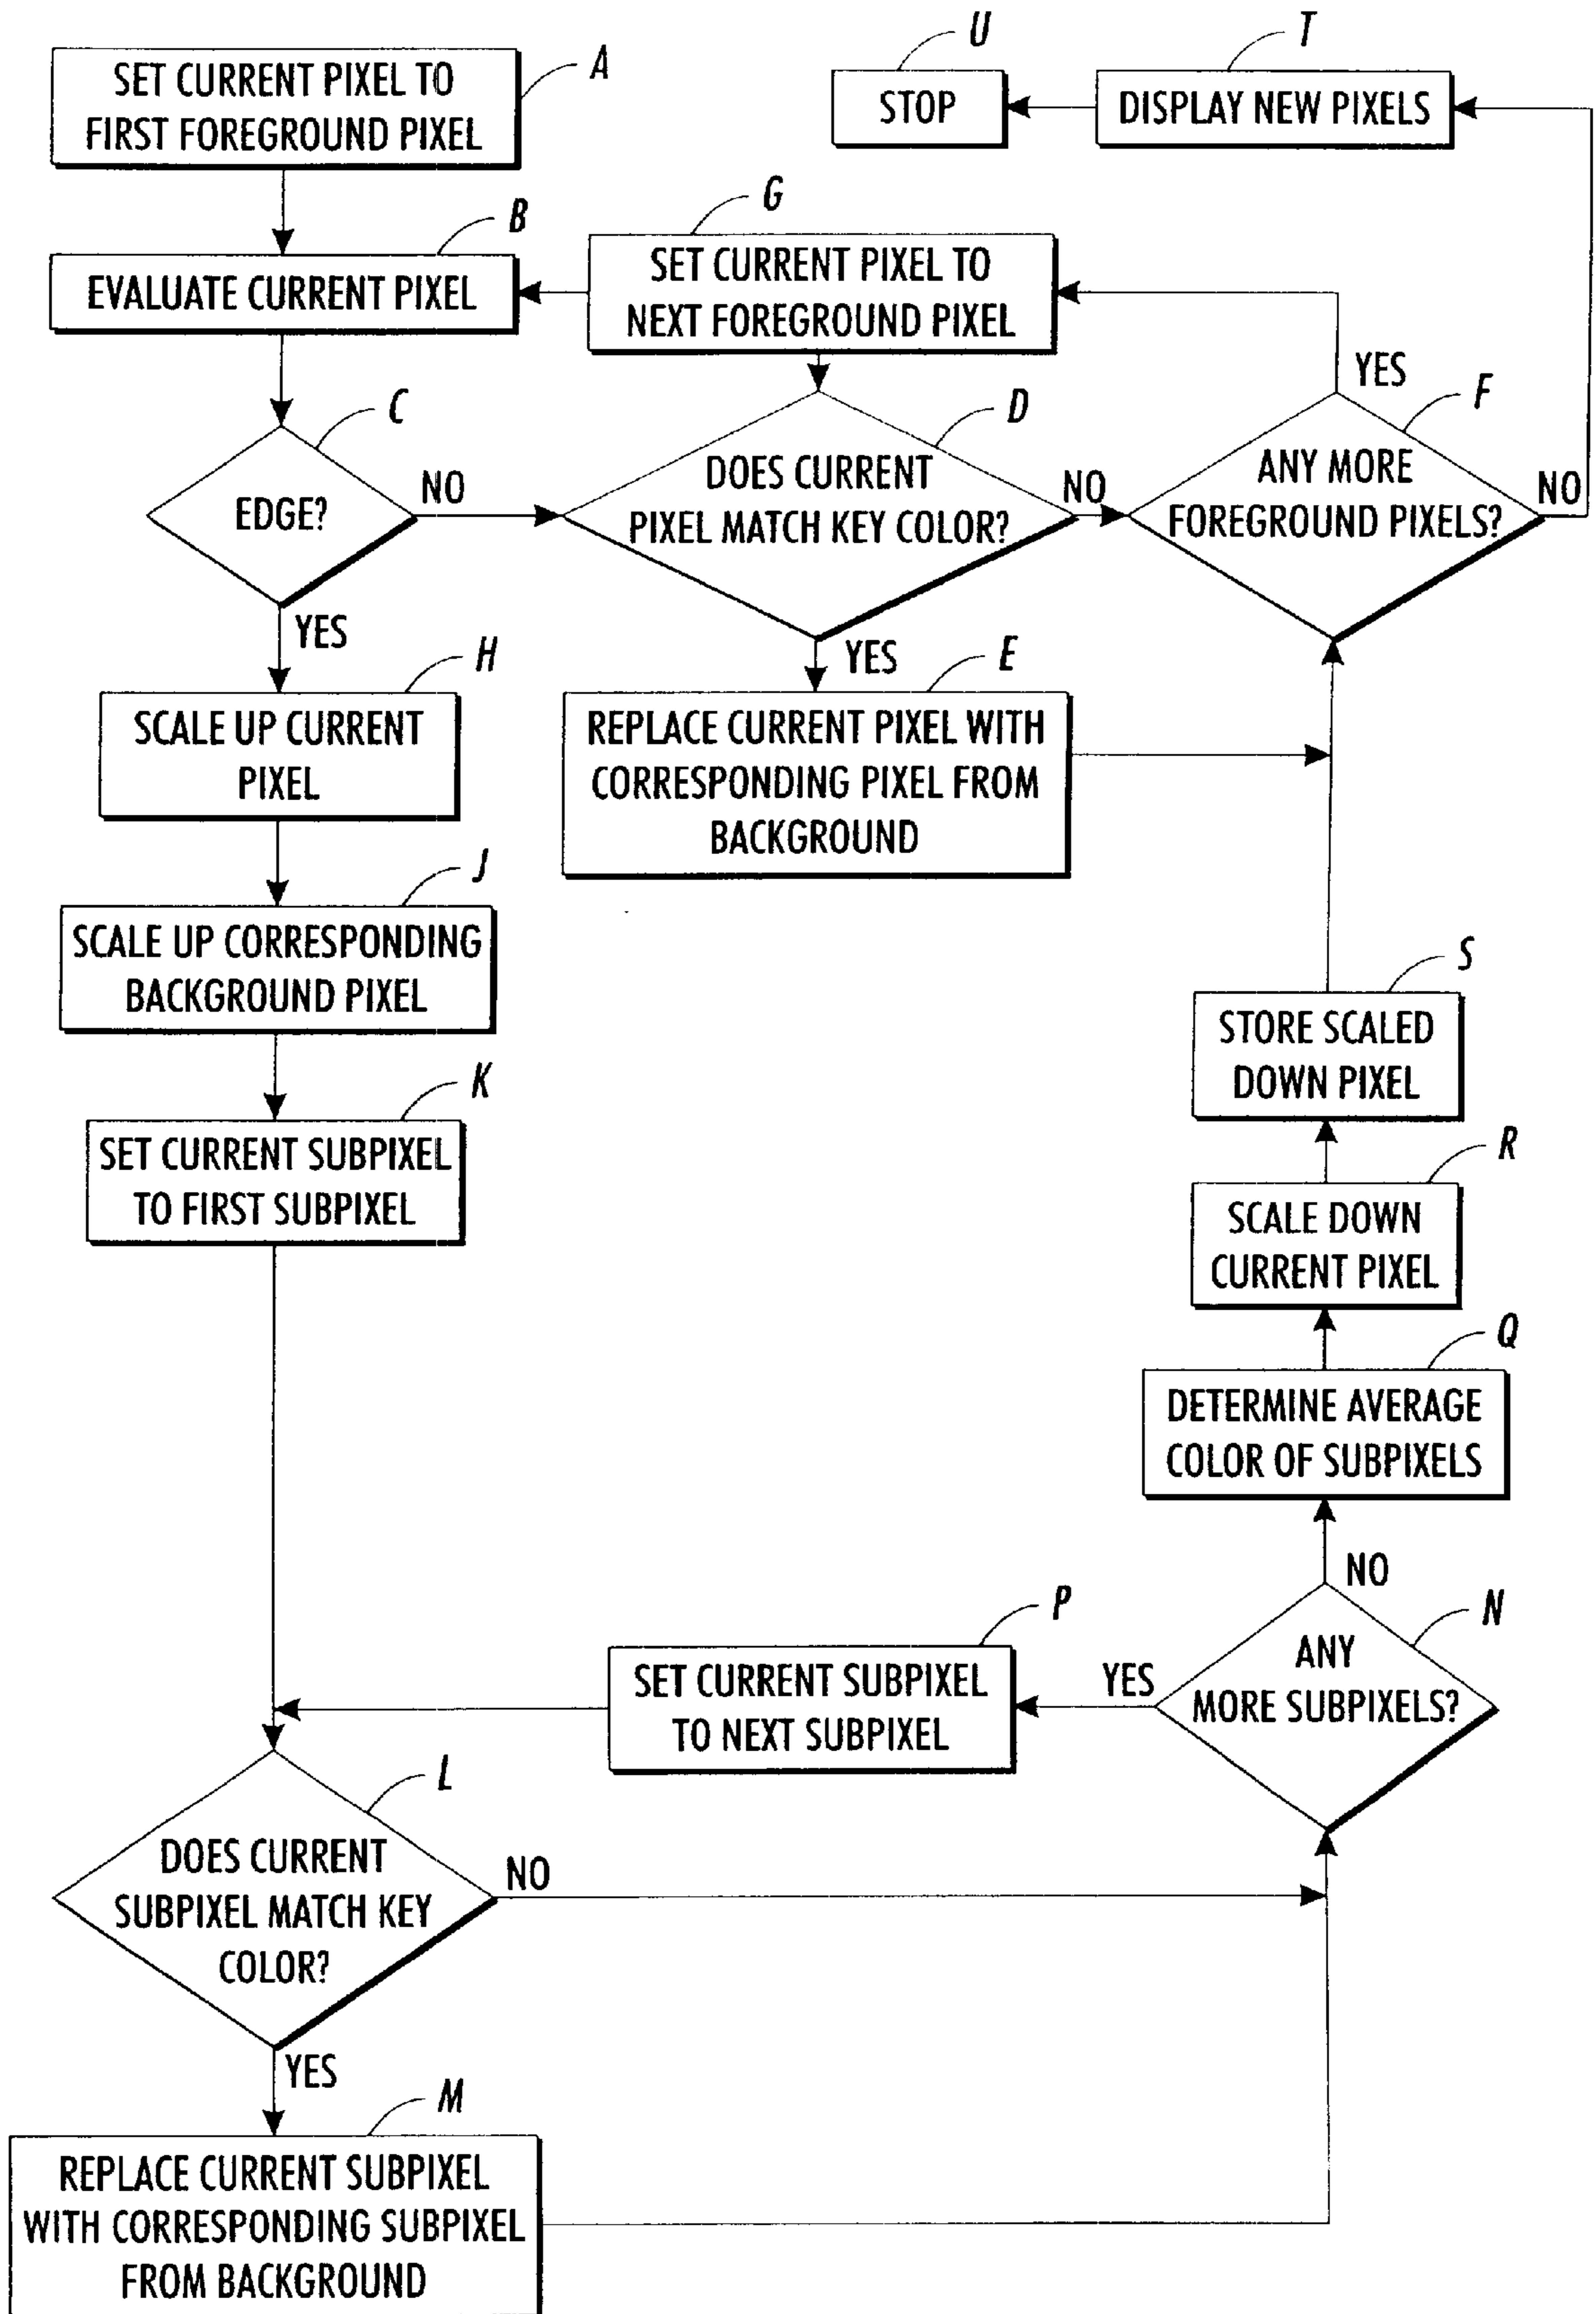 A
SET CURRENT PIXEL TO
FIRST FOREGROUND PIXEL
U
STOP
T
DISPLAY NEW PIXELS
B
EVALUATE CURRENT PIXEL
G
SET CURRENT PIXEL TO
NEXT FOREGROUND PIXEL
C
EDGE?
NO
YES
D
DOES CURRENT
PIXEL MATCH KEY COLOR?
NO
YES
F
ANY MORE
FOREGROUND PIXELS?
YES
NO
H
SCALE UP CURRENT
PIXEL
E
REPLACE CURRENT PIXEL WITH
CORRESPONDING PIXEL FROM
BACKGROUND
J
SCALE UP CORRESPONDING
BACKGROUND PIXEL
K
SET CURRENT SUBPIXEL
TO FIRST SUBPIXEL
S
STORE SCALED
DOWN PIXEL
R
SCALE DOWN
CURRENT PIXEL
Q
DETERMINE AVERAGE
COLOR OF SUBPIXELS
NO
N
ANY
MORE SUBPIXELS?
YES
P
SET CURRENT SUBPIXEL
TO NEXT SUBPIXEL
L
DOES CURRENT
SUBPIXEL MATCH KEY
COLOR?
NO
YES
M
REPLACE CURRENT SUBPIXEL
WITH CORRESPONDING SUBPIXEL
FROM BACKGROUND